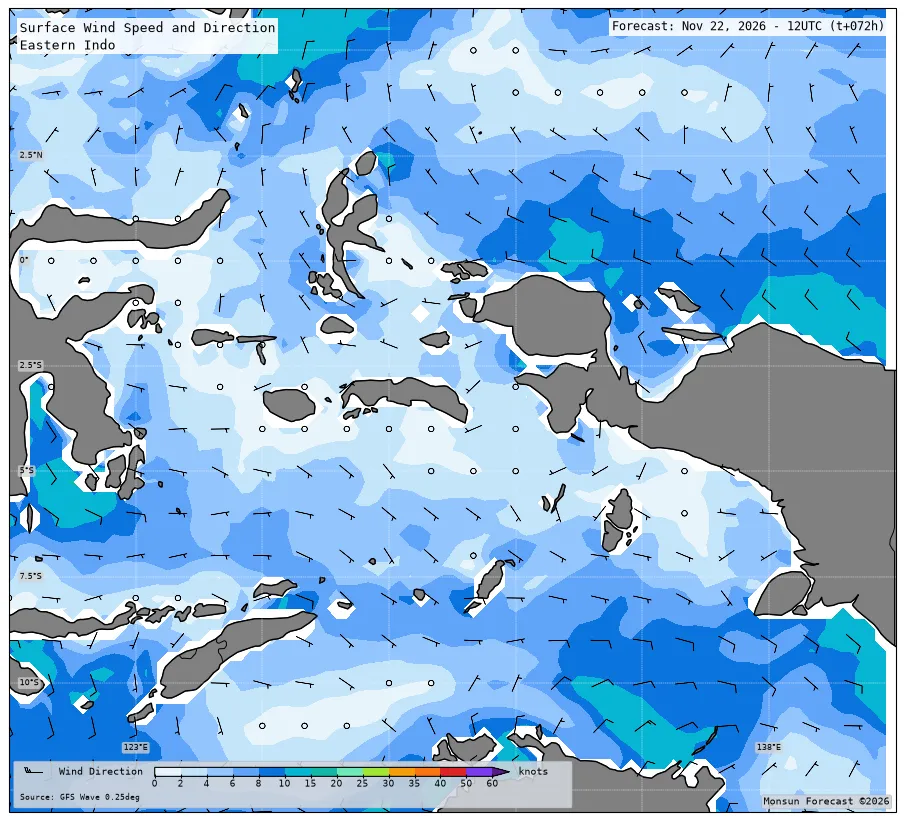 Surface Wind Speed and Direction
Eastern Indo
Forecast: Nov 22, 2026 - 12UTC (t+072h)
2.5°N
0°
2.5°S
5°S
7.5°S
10°S
123°E
138°E
Wind Direction
knots
0 2 4 6 8 10 15 20 25 30 35 40 50 60
Source: GFS Wave 0.25deg
Monsun Forecast ©2026